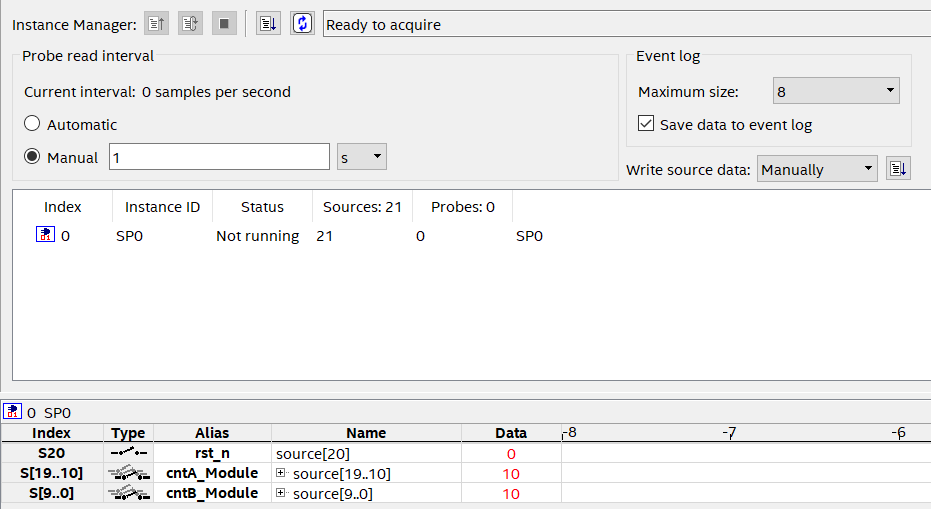 Instance Manager: Ready to acquire
Probe read interval
Current interval: 0 samples per second
Automatic
Manual 1 s
Event log
Maximum size: 8
Save data to event log
Write source data: Manually
Index Instance ID Status Sources: 21 Probes: 0
0 SP0 Not running 21 0 SP0
0 SP0
Index Type Alias Name Data -8 -7 -6
S20 rst_n source[20] 0
S[19..10] cntA_Module source[19..10] 10
S[9..0] cntB_Module source[9..0] 10